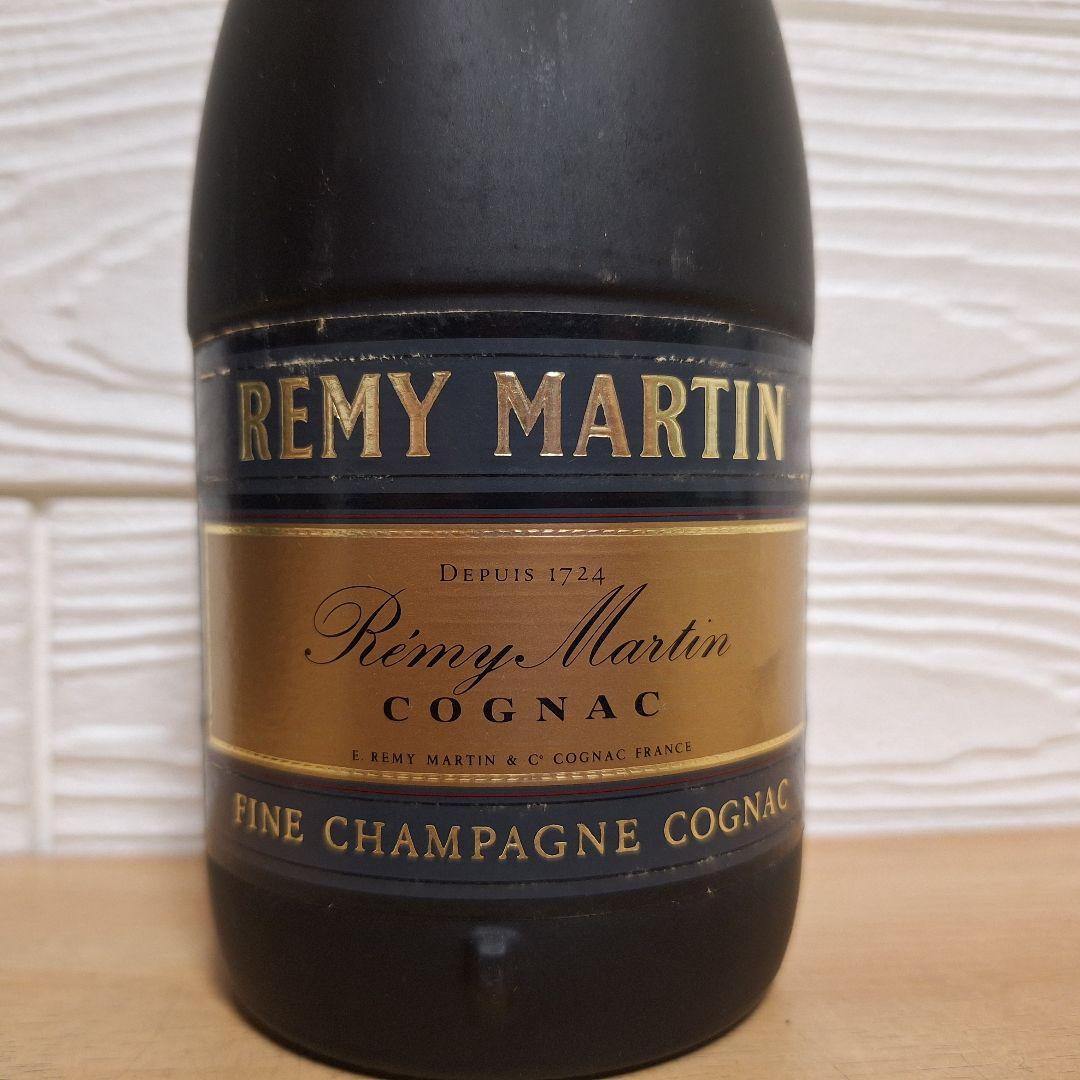 REMY MARTIN
DEPUIS 1724
Rémy Martin
COGNAC
E. REMY MARTIN & Cº COGNAC FRANCE
FINE CHAMPAGNE COGNAC